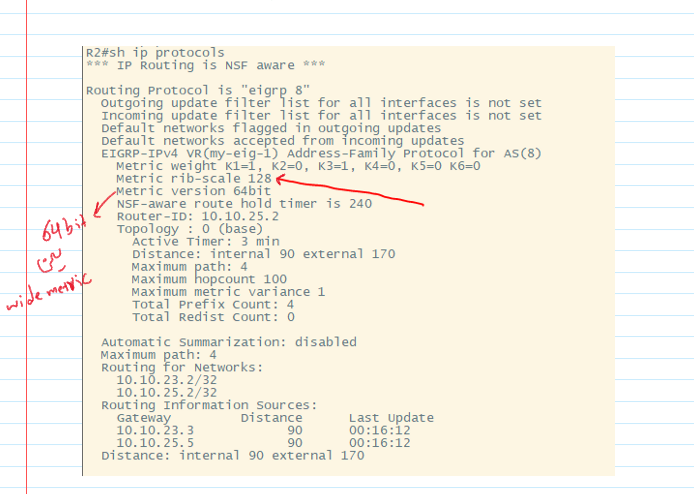 R2#sh ip protocols
*** IP Routing is NSF aware ***
Routing Protocol is "eigrp 8"
Outgoing update filter list for all interfaces is not set
Incoming update filter list for all interfaces is not set
Default networks flagged in outgoing updates
Default networks accepted from incoming updates
EIGRP-IPv4 VR(my-eig-1) Address-Family Protocol for AS(8)
Metric weight K1=1, K2=0, K3=1, K4=0, K5=0 K6=0
Metric rib-scale 128
Metric version 64bit
NSF-aware route hold timer is 240
Router-ID: 10.10.25.2
Topology : 0 (base)
Active Timer: 3 min
Distance: internal 90 external 170
Maximum path: 4
Maximum hopcount 100
Maximum metric variance 1
Total Prefix Count: 4
Total Redist Count: 0
64bit
wide metric
Automatic Summarization: disabled
Maximum path: 4
Routing for Networks:
10.10.23.2/32
10.10.25.2/32
Routing Information Sources:
Gateway Distance Last Update
10.10.23.3 90 00:16:12
10.10.25.5 90 00:16:12
Distance: internal 90 external 170